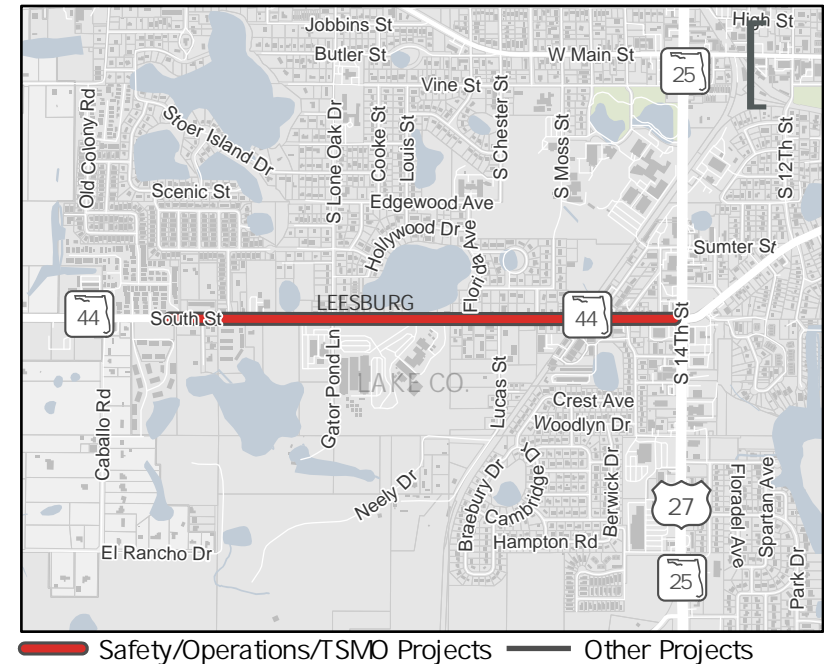 High St
Jobbins St
Butler St
W Main St
25
Vine St
Old Colony Rd
Stoer Island Dr
S Lone Oak Dr
Cooke St
Louis St
S Chester St
S Moss St
S 12Th St
Scenic St
Edgewood Ave
Hollywood Dr
Florida Ave
Sumter St
LEESBURG
44
South St
44
S 14Th St
Gator Pond Ln
LAKE CO.
Lucas St
Caballo Rd
Crest Ave
Woodlyn Dr
Neely Dr
Braebury Dr
Cambridge Dr
Berwick Dr
27
Floradel Ave
Spartan Ave
Hampton Rd
El Rancho Dr
25
Park Dr
Safety/Operations/TSMO Projects
Other Projects